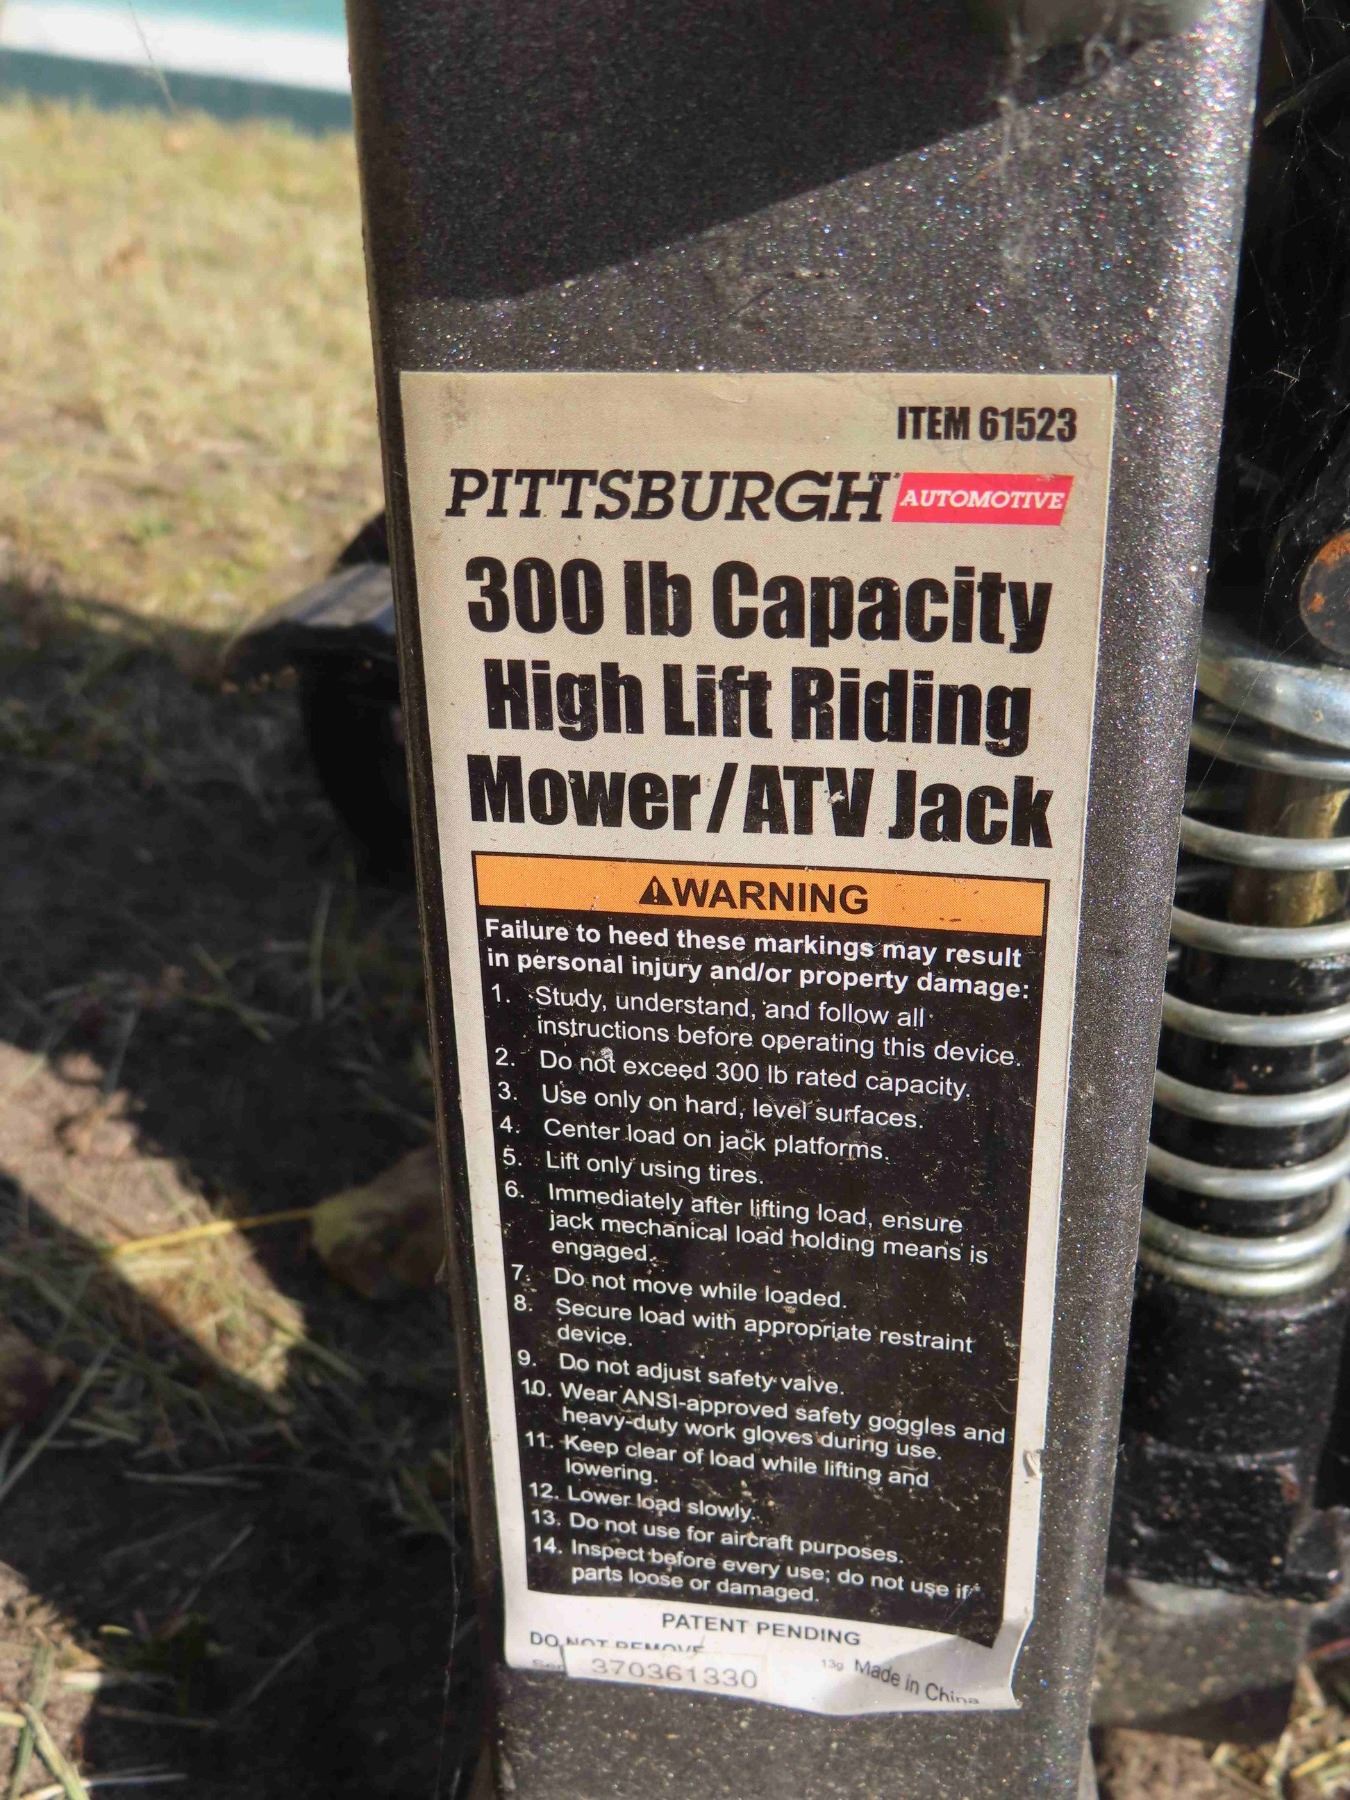 ITEM 61523
PITTSBURGH AUTOMOTIVE
300 lb Capacity
High Lift Riding
Mower/ATV Jack
⚠WARNING
Failure to heed these markings may result
in personal injury and/or property damage:
1. Study, understand, and follow all
instructions before operating this device.
2. Do not exceed 300 lb rated capacity.
3. Use only on hard, level surfaces.
4. Center load on jack platforms.
5. Lift only using tires.
6. Immediately after lifting load, ensure
jack mechanical load holding means is
engaged.
7. Do not move while loaded.
8. Secure load with appropriate restraint
device.
9. Do not adjust safety valve.
10. Wear ANSI-approved safety goggles and
heavy-duty work gloves during use.
11. Keep clear of load while lifting and
lowering.
12. Lower load slowly.
13. Do not use for aircraft purposes.
14. Inspect before every use; do not use if
parts loose or damaged.
PATENT PENDING
DO NOT REMOVE
370361330 13g Made in China